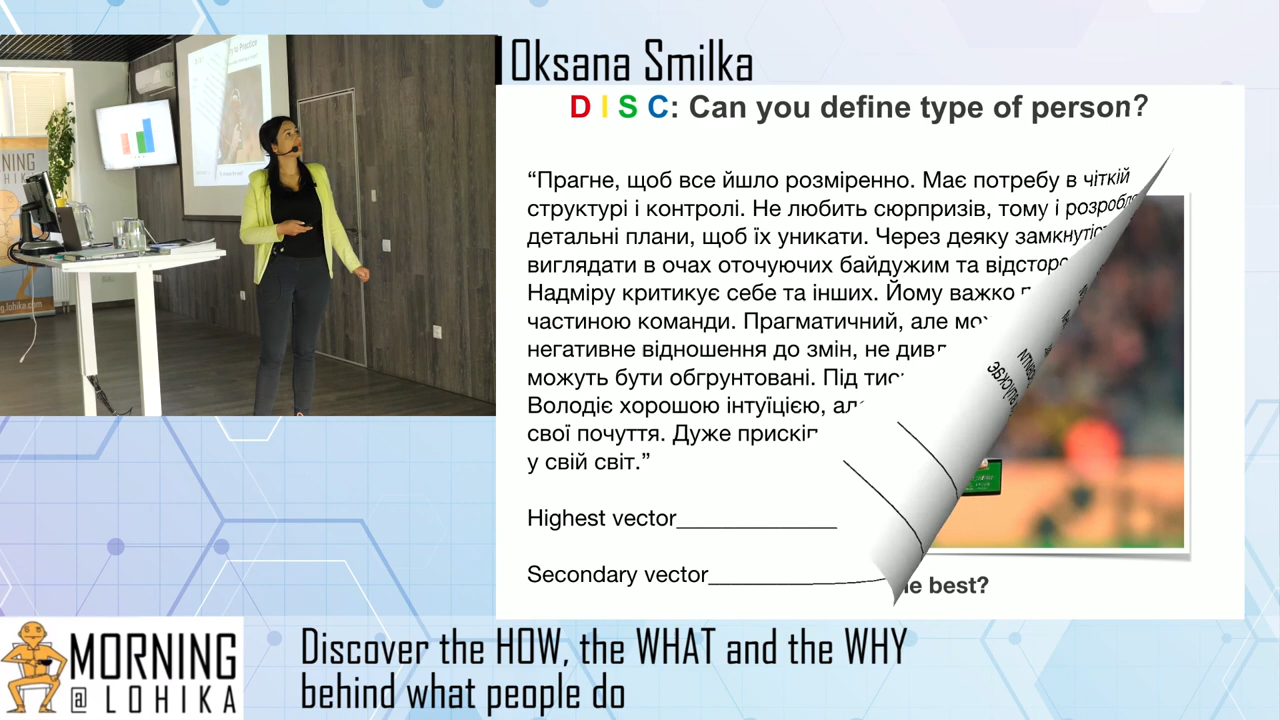 Oksana Smilka
D I S C: Can you define type of person?
“Прагне, щоб все йшло розміренно. Має потребу в чіткій
структурі і контролі. Не любить сюрпризів, тому і
детальні плани, щоб їх уникати. Через деяку
виглядати в очах оточуючих байдужим та
Надміру критикує себе та інших. Йому важко
частиною команди. Прагматичний, але
негативне відношення до змін, не
можуть бути обгрунтовані. Під
Володіє хорошою інтуїцією,
свої почуття. Дуже
у свій світ.”
Highest vector
Secondary vector
best?
MORNING
@ LOHIKA
Discover the HOW, the WHAT and the WHY
behind what people do